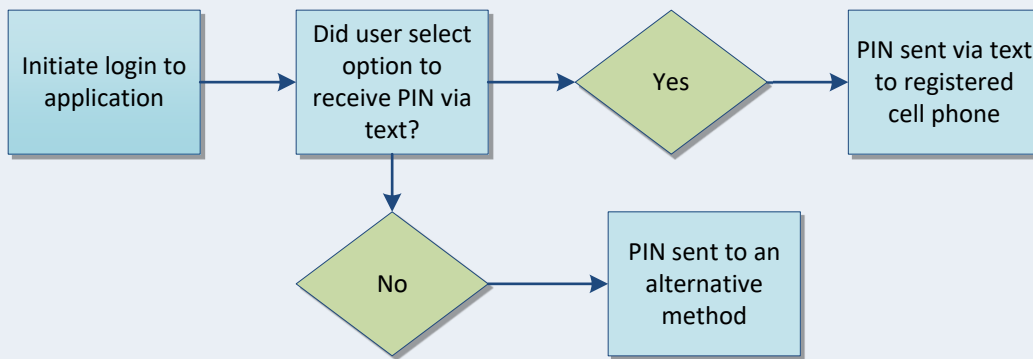 Initiate login to
application
Did user select
option to
receive PIN via
text?
Yes
PIN sent via text
to registered
cell phone
No
PIN sent to an
alternative
method